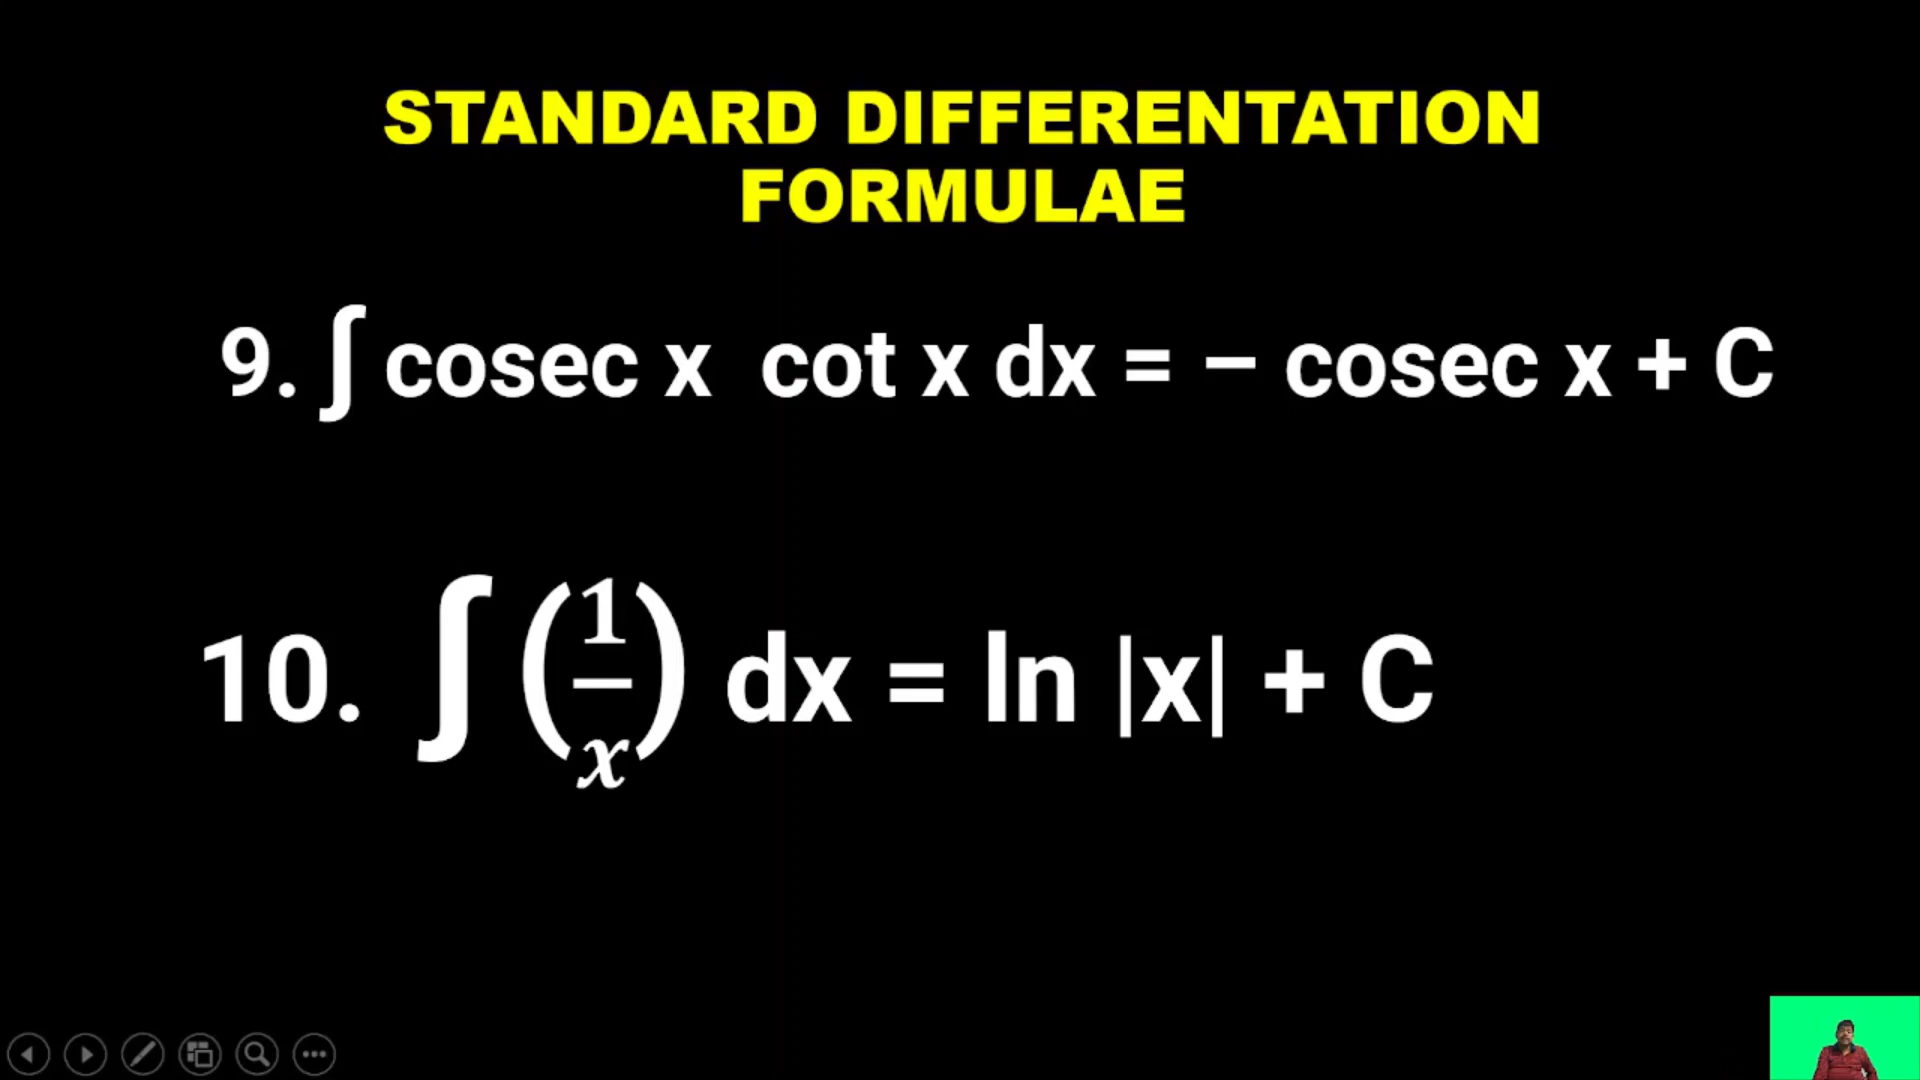 STANDARD DIFFERENTATION
FORMULAE
9. ∫ cosec x cot x dx = – cosec x + C
10. ∫ (1/x) dx = ln |x| + C